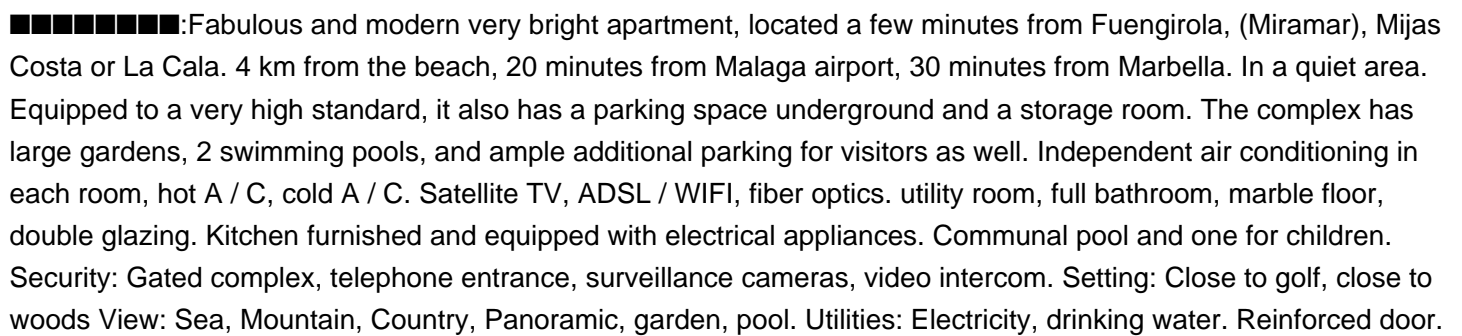 ■■■■■■■■:Fabulous and modern very bright apartment, located a few minutes from Fuengirola, (Miramar), Mijas
Costa or La Cala. 4 km from the beach, 20 minutes from Malaga airport, 30 minutes from Marbella. In a quiet area.
Equipped to a very high standard, it also has a parking space underground and a storage room. The complex has
large gardens, 2 swimming pools, and ample additional parking for visitors as well. Independent air conditioning in
each room, hot A / C, cold A / C. Satellite TV, ADSL / WIFI, fiber optics. utility room, full bathroom, marble floor,
double glazing. Kitchen furnished and equipped with electrical appliances. Communal pool and one for children.
Security: Gated complex, telephone entrance, surveillance cameras, video intercom. Setting: Close to golf, close to
woods View: Sea, Mountain, Country, Panoramic, garden, pool. Utilities: Electricity, drinking water. Reinforced door.